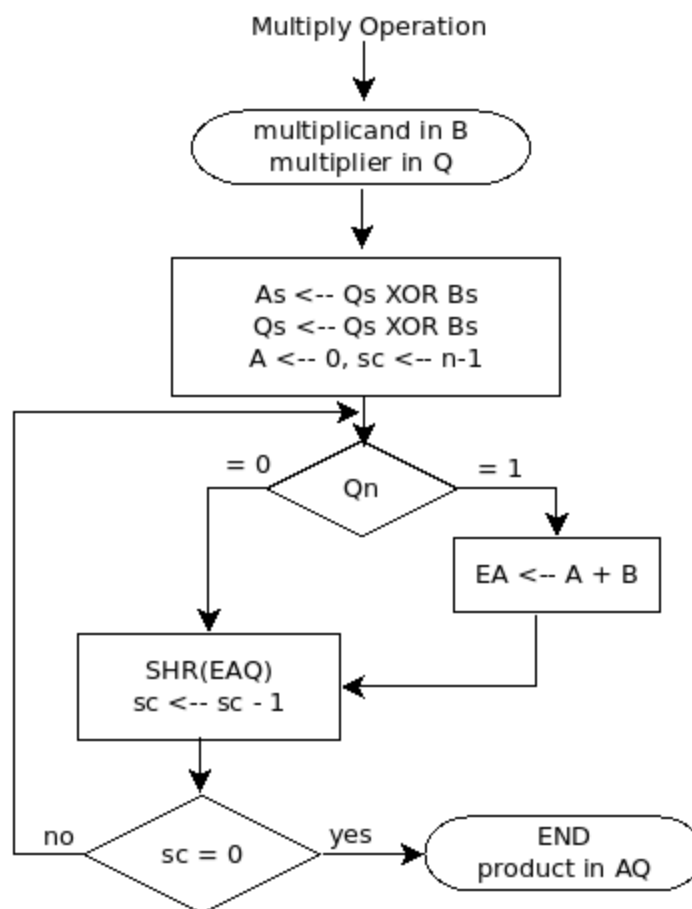 Multiply Operation
multiplicand in B
multiplier in Q
As <-- Qs XOR Bs
Qs <-- Qs XOR Bs
A <-- 0, sc <-- n-1
= 0
Qn
= 1
EA <-- A + B
SHR(EAQ)
sc <-- sc - 1
no
sc = 0
yes
END
product in AQ